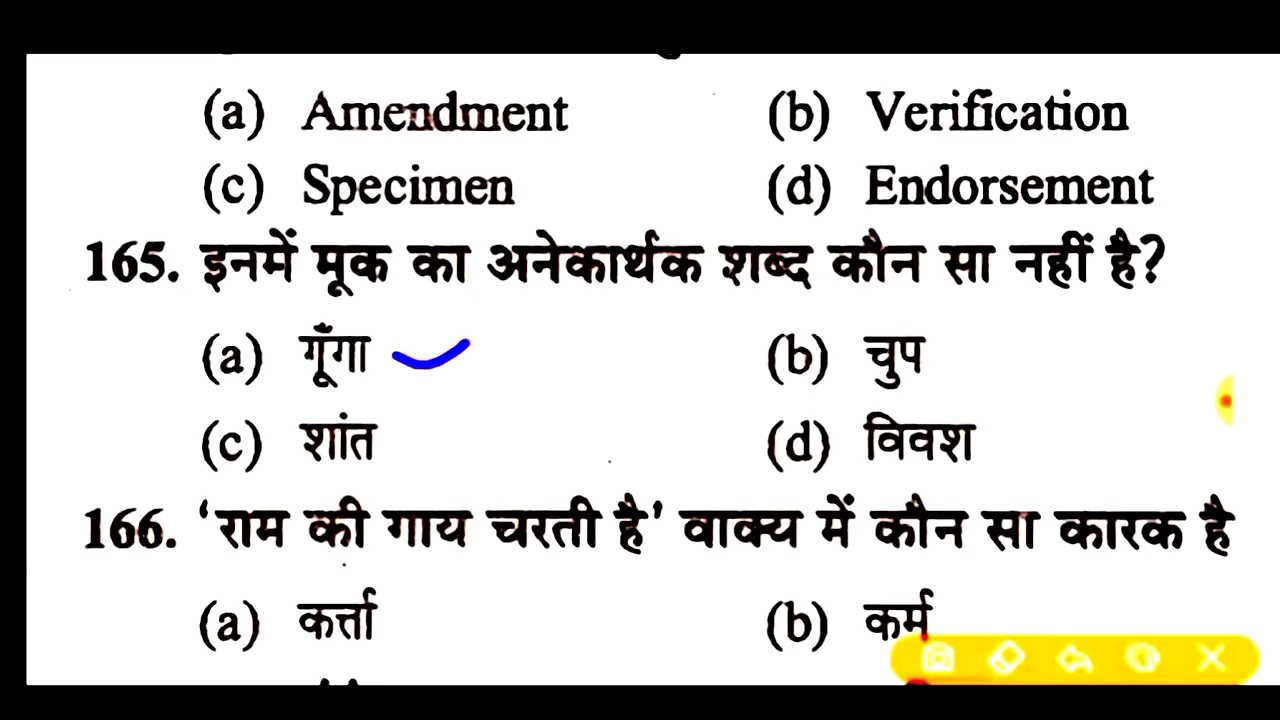 (a) Amendment (b) Verification
(c) Specimen (d) Endorsement
165. इनमें मूक का अनेकार्थक शब्द कौन सा नहीं है?
(a) गूँगा (b) चुप
(c) शांत (d) विवश
166. ‘राम की गाय चरती है’ वाक्य में कौन सा कारक है
(a) कर्त्ता (b) कर्म